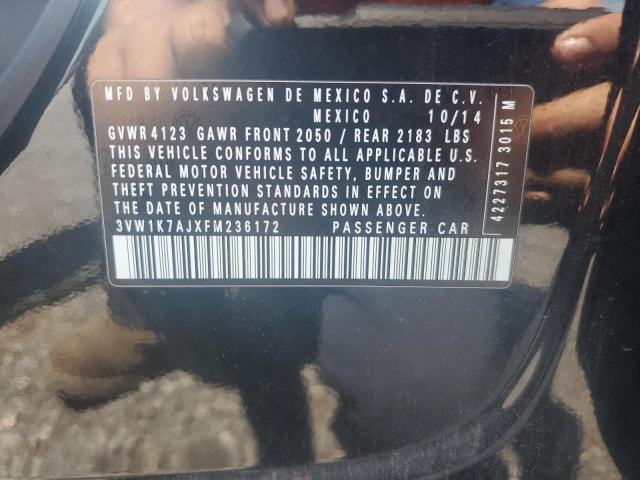 MFD BY VOLKSWAGEN DE MEXICO S.A. DE C.V.
MEXICO 10/14
GVWR 4123 GAWR FRONT 2050 / REAR 2183 LBS
THIS VEHICLE CONFORMS TO ALL APPLICABLE U.S.
FEDERAL MOTOR VEHICLE SAFETY, BUMPER AND
THEFT PREVENTION STANDARDS IN EFFECT ON
THE DATE OF MANUFACTURE SHOWN ABOVE.
3VW1K7AJXFM236172 PASSENGER CAR
4227317 3015 M